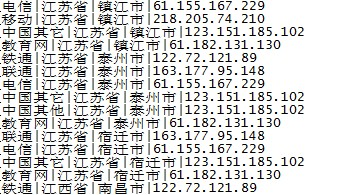 电信|江苏省|镇江市|61.155.167.229
移动|江苏省|镇江市|218.205.74.210
中国其它|江苏省|镇江市|123.151.185.102
教育网|江苏省|镇江市|61.182.131.130
铁通|江苏省|泰州市|122.72.121.89
联通|江苏省|泰州市|163.177.95.148
电信|江苏省|泰州市|61.155.167.229
中国其它|江苏省|泰州市|123.151.185.102
中国其他|江苏省|泰州市|123.151.185.102
教育网|江苏省|泰州市|61.182.131.130
联通|江苏省|宿迁市|163.177.95.148
电信|江苏省|宿迁市|61.155.167.229
中国其它|江苏省|宿迁市|123.151.185.102
教育网|江苏省|宿迁市|61.182.131.130
铁通|江西省|南昌市|122.72.121.89